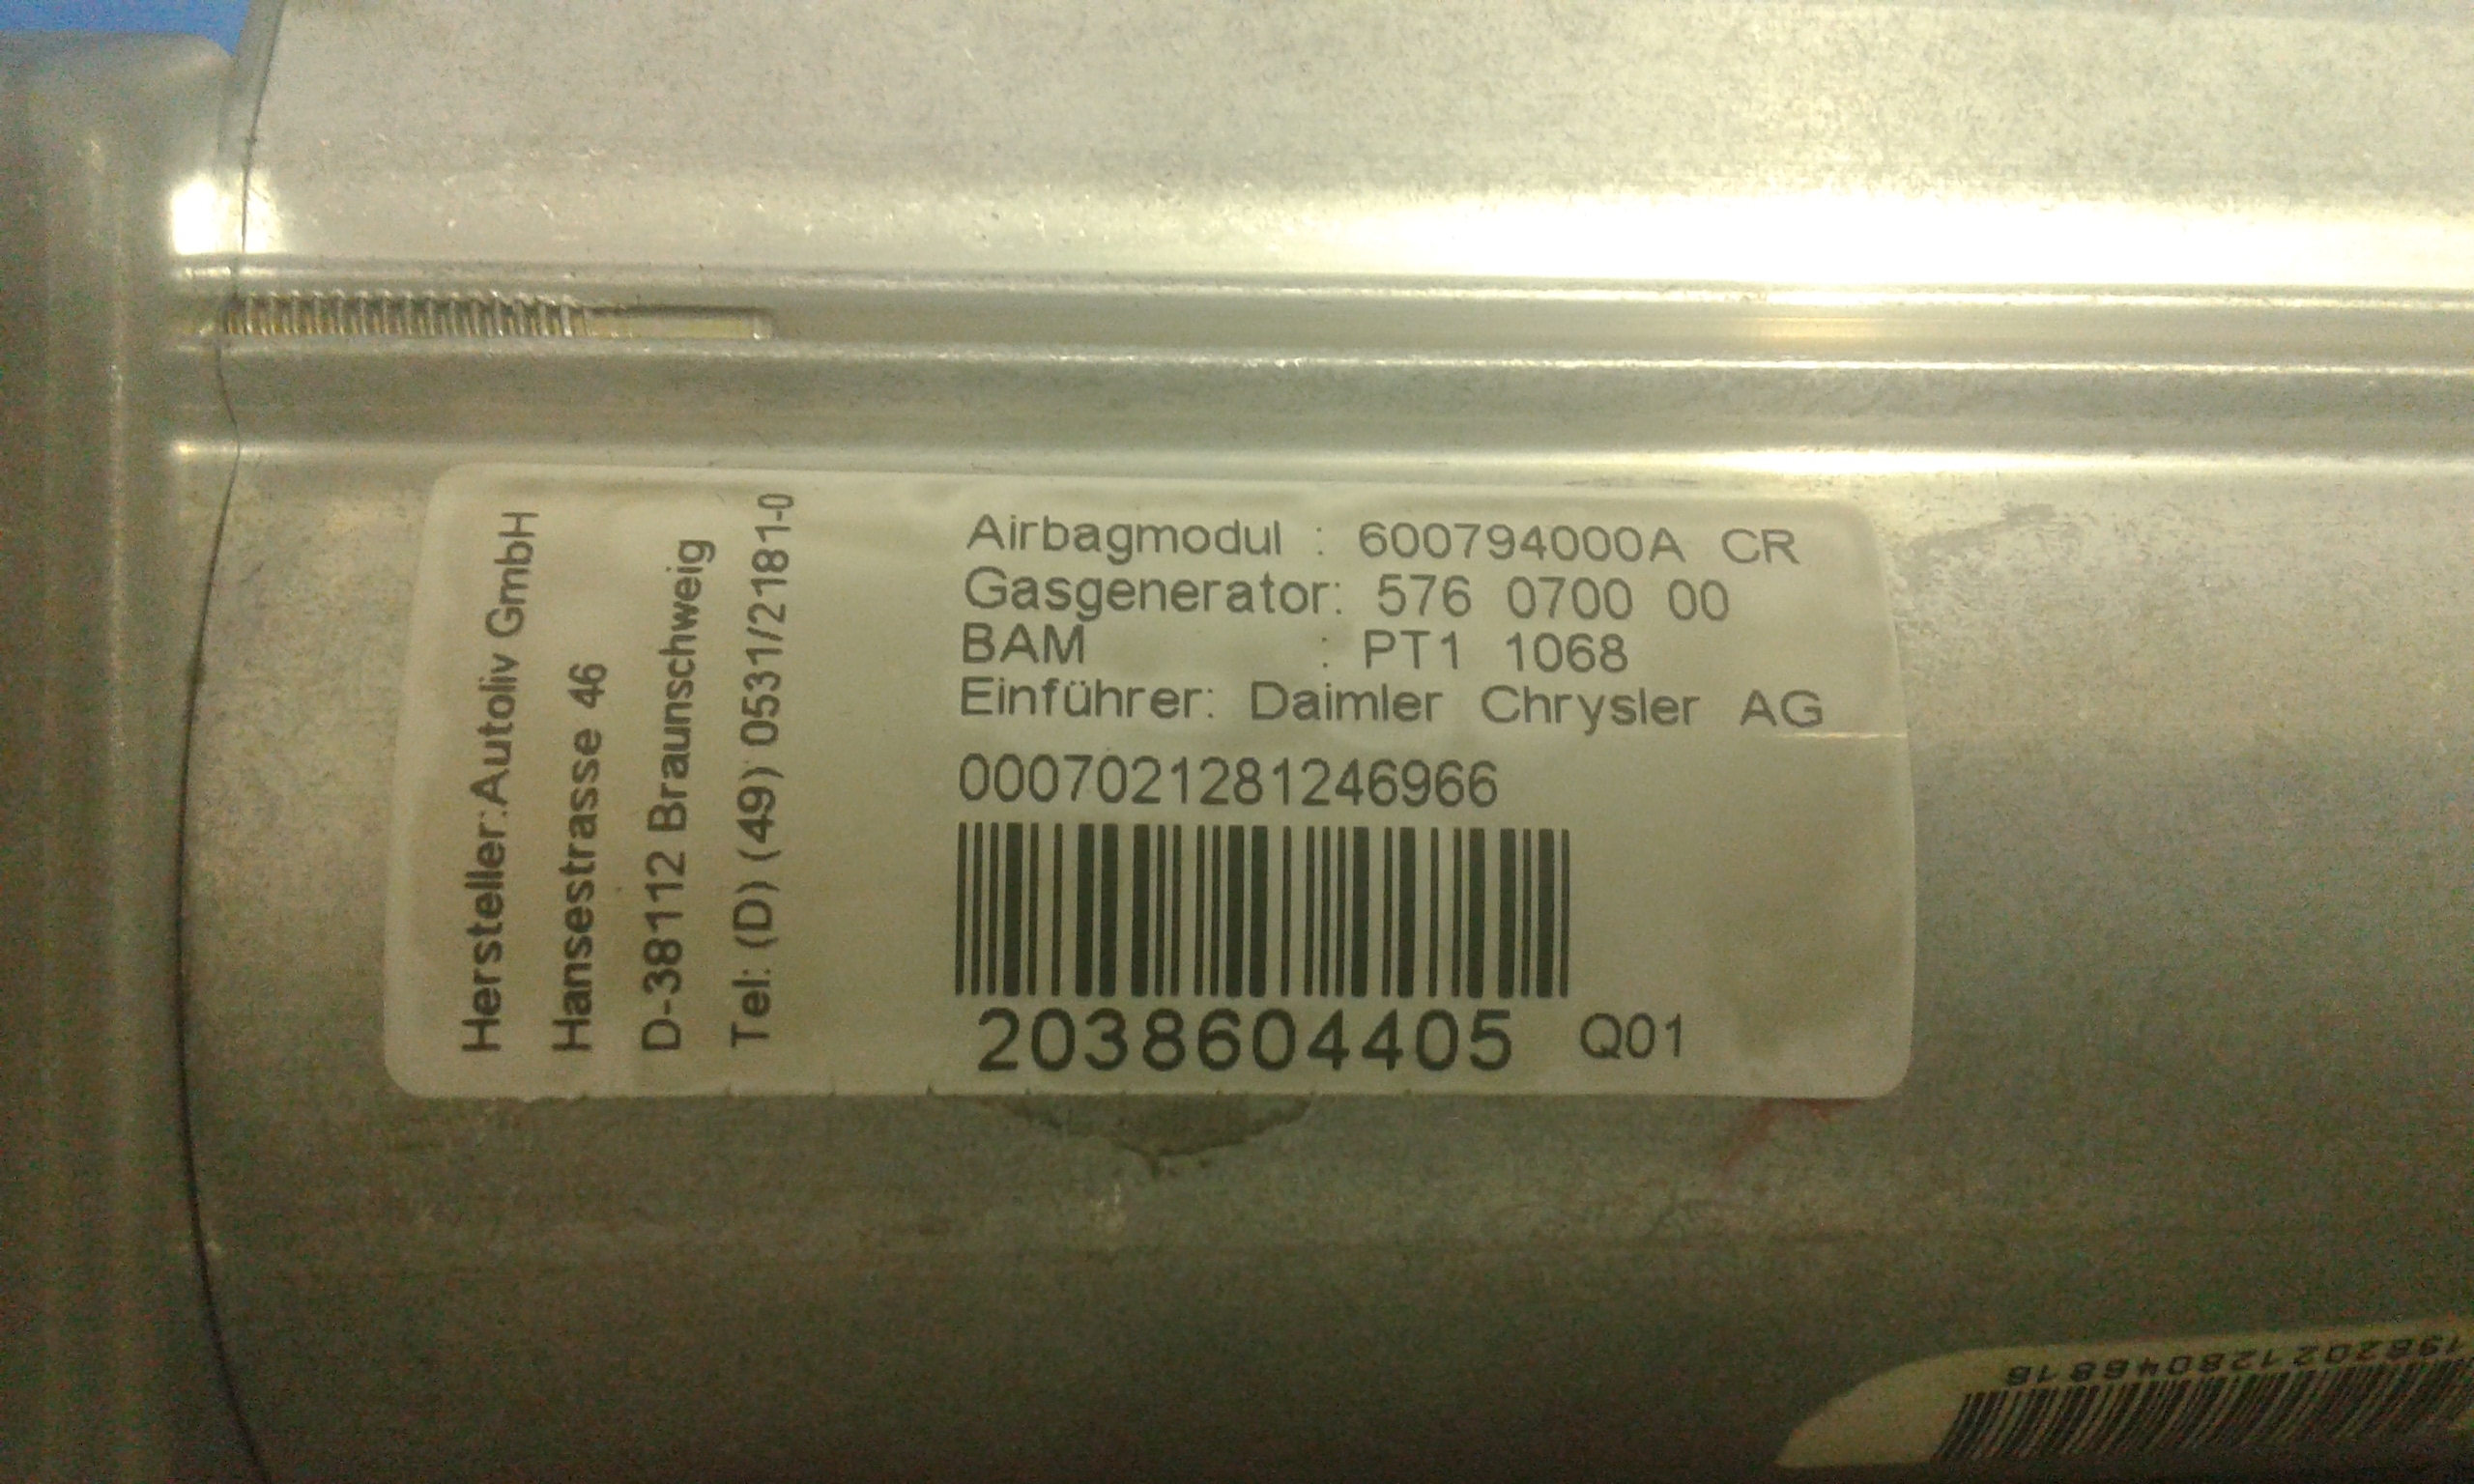 Hersteller:Autoliv GmbH
Hansestrasse 46
D-38112 Braunschweig
Tel: (D) (49) 0531/2181-0
Airbagmodul : 600794000A CR
Gasgenerator: 576 0700 00
BAM : PT1 1068
Einführer: Daimler Chrysler AG
0007021281246966
2038604405 Q01